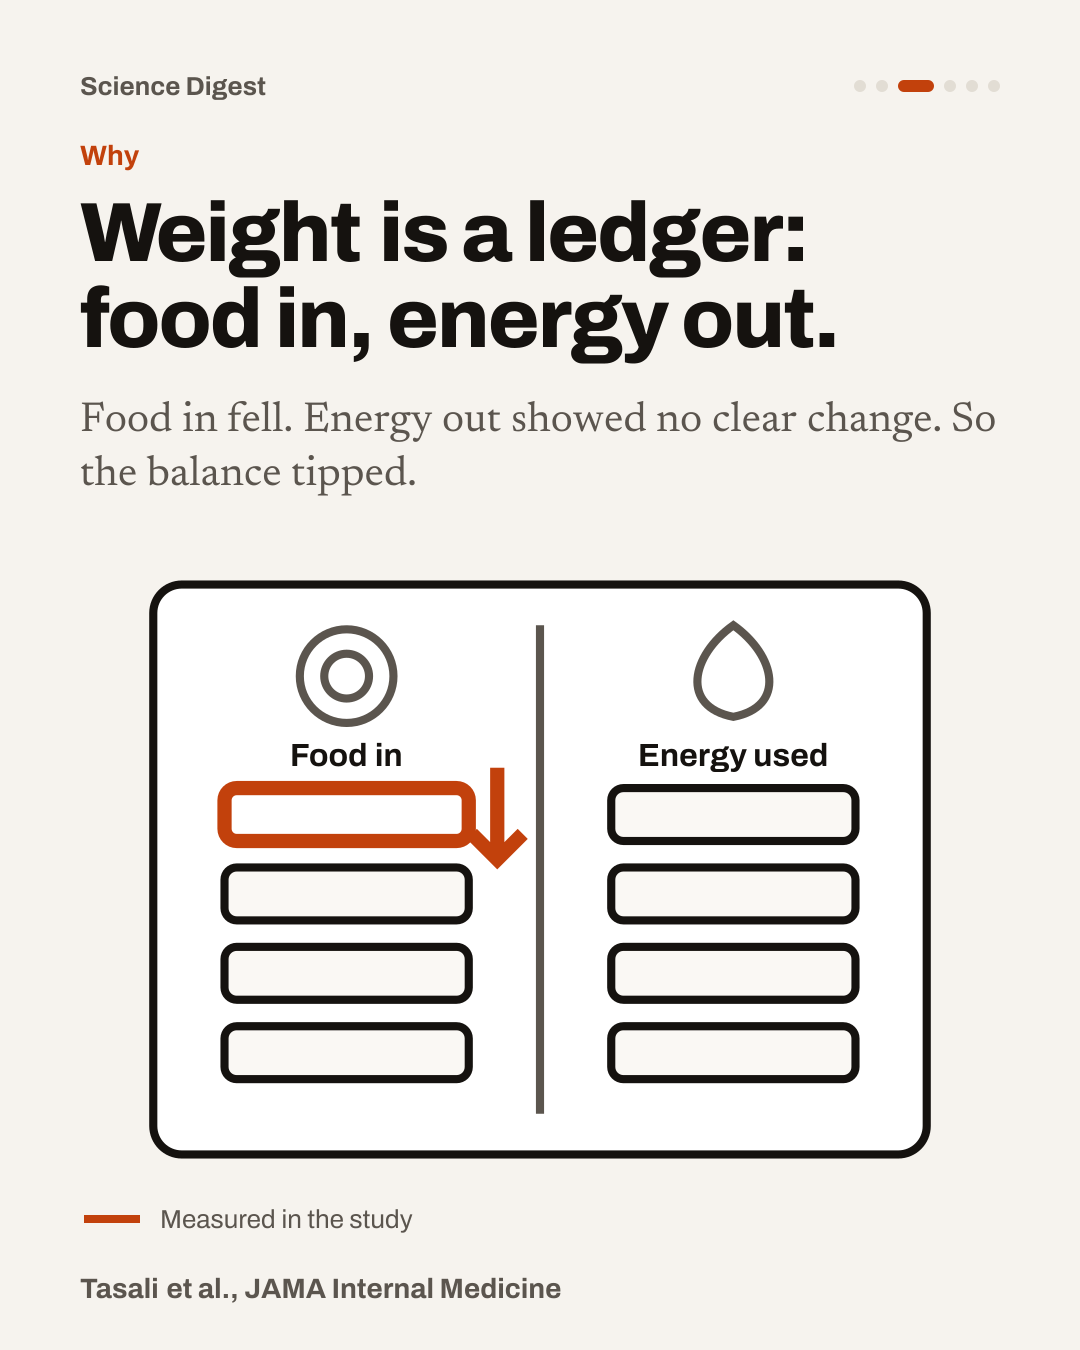 Science Digest
Why
Weight is a ledger:
food in, energy out.
Food in fell. Energy out showed no clear change. So
the balance tipped.
Food in
Energy used
Measured in the study
Tasali et al., JAMA Internal Medicine